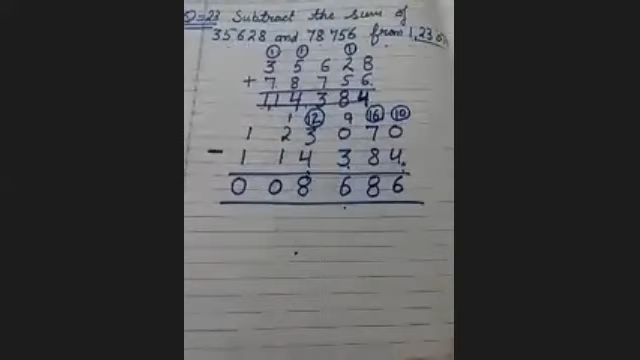 Q=23 Subtract the sum of
35628 and 78756 from 1,230
① ① ①
3 5 6 2 8
+ 7 8 7 5 6
1 1 4 3 8 4
1 ⑫ 9 ⑯ ⑩
1 2 3 0 7 0
- 1 1 4 3 8 4
0 0 8 6 8 6